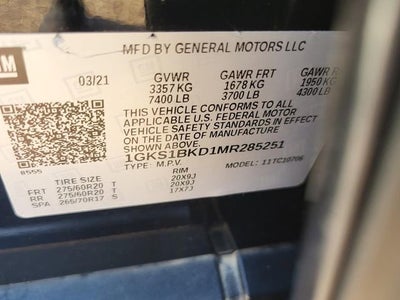 GM
MFD BY GENERAL MOTORS LLC
03/21 GVWR GAWR FRT GAWR
3357 KG 1678 KG 1950 KG
7400 LB 3700 LB 4300 LB
THIS VEHICLE CONFORMS TO ALL
APPLICABLE U.S. FEDERAL MOTOR
VEHICLE SAFETY STANDARDS IN
EFFECT ON THE DATE OF MANUFACTURE
SHOWN ABOVE.
8555 1GKS1BKD1MR285251
TYPE: M.P.V. MODEL: 11TC10706
TIRE SIZE RIM
FRT 275/60R20 T 20X9J
RR 275/60R20 T 20X9J
SPA 265/70R17 S 17X7J